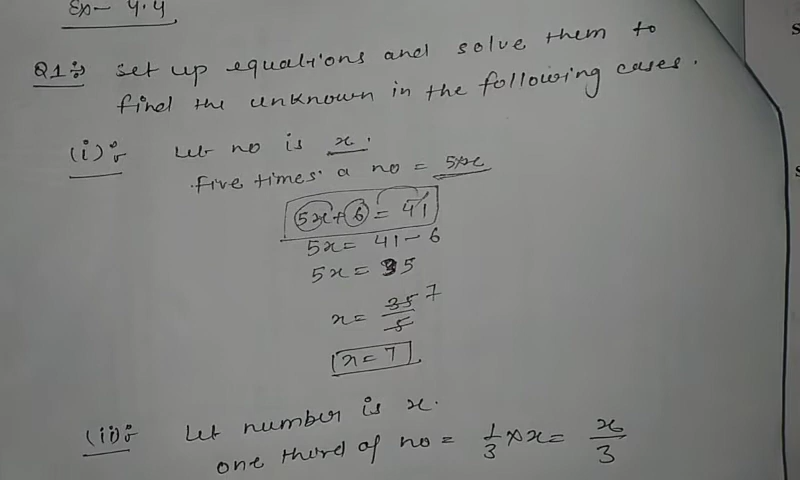 Ex- 4.4
Q1:- set up equations and solve them to
find the unknown in the following cases.
(i):- Let no is x.
five times a no = 5×x
5x + 6 = 41
5x = 41 - 6
5x = 35
x = 35/5 7
x = 7
(ii):- Let number is x.
one third of no = 1/3 × x = x/3